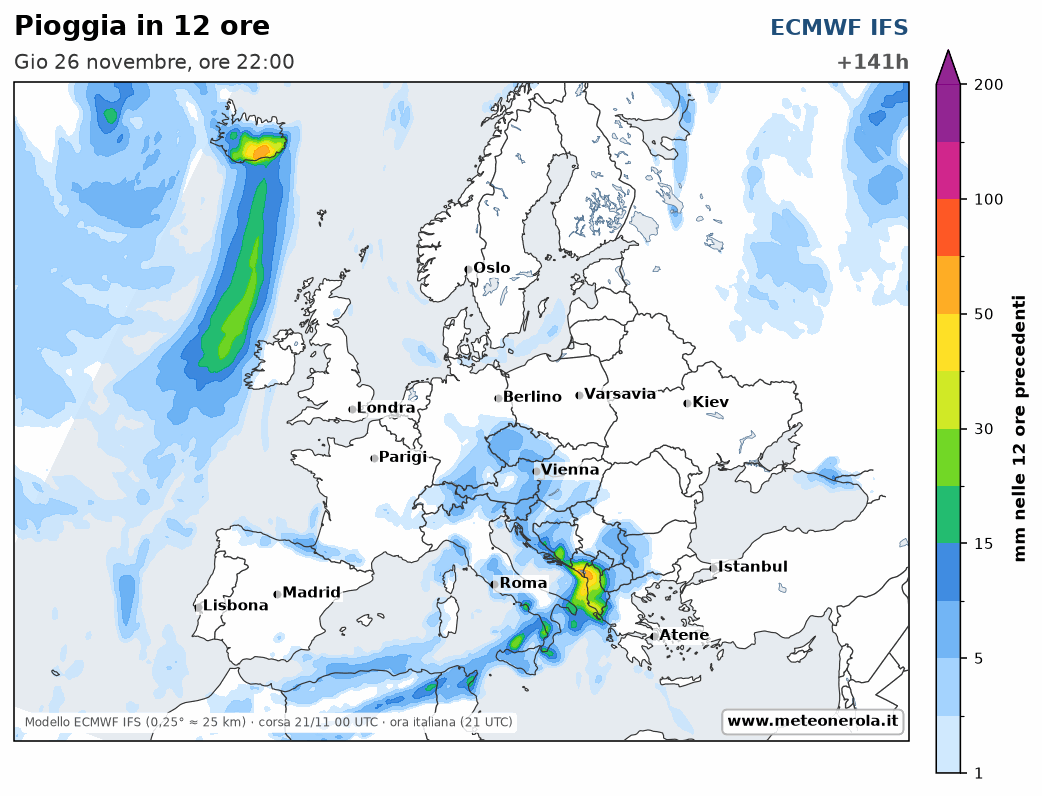 Pioggia in 12 ore
ECMWF IFS
Gio 26 novembre, ore 22:00
+141h
200
100
50
30
15
5
1
mm nelle 12 ore precedenti
Oslo
Berlino
Varsavia
Kiev
Londra
Parigi
Vienna
Istanbul
Roma
Madrid
Lisbona
Atene
Modello ECMWF IFS (0,25° ≈ 25 km) · corsa 21/11 00 UTC · ora italiana (21 UTC)
www.meteonerola.it